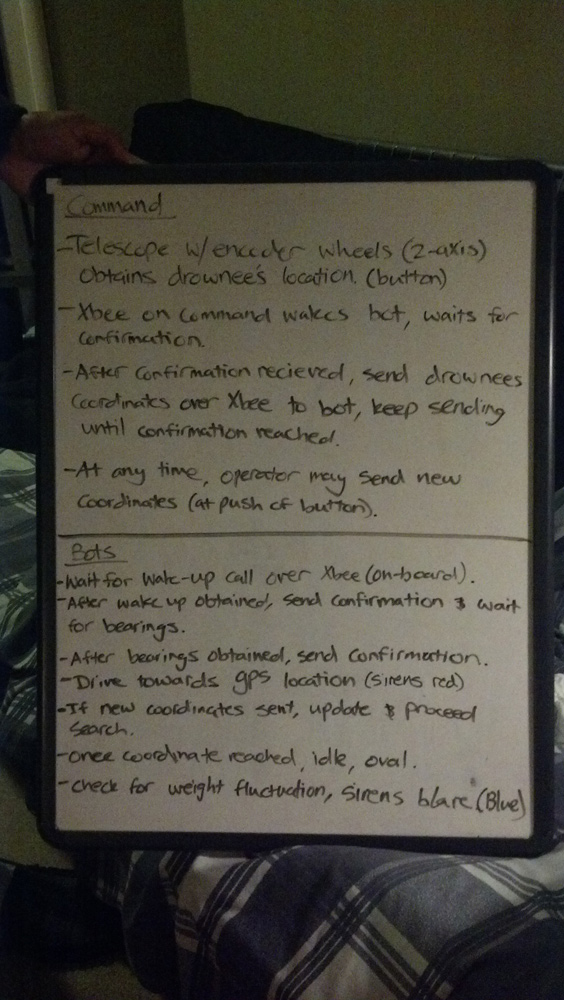 Command
-Telescope w/encoder wheels (2-axis)
obtains drownee's location. (button)
-Xbee on command wakes bot, waits for
confirmation.
-After confirmation recieved, send drownees
coordinates over Xbee to bot, keep sending
until confirmation reached.
-At any time, operator may send new
coordinates (at push of button).
Bots
-Wait for wake-up call over Xbee (on-board).
-After wake up obtained, send confirmation & wait
for bearings.
-After bearings obtained, send confirmation.
-Drive towards gps location (sirens red)
-If new coordinates sent, update & proceed
search.
-once coordinate reached, idle, oval.
-check for weight fluctuation, sirens blare (Blue)